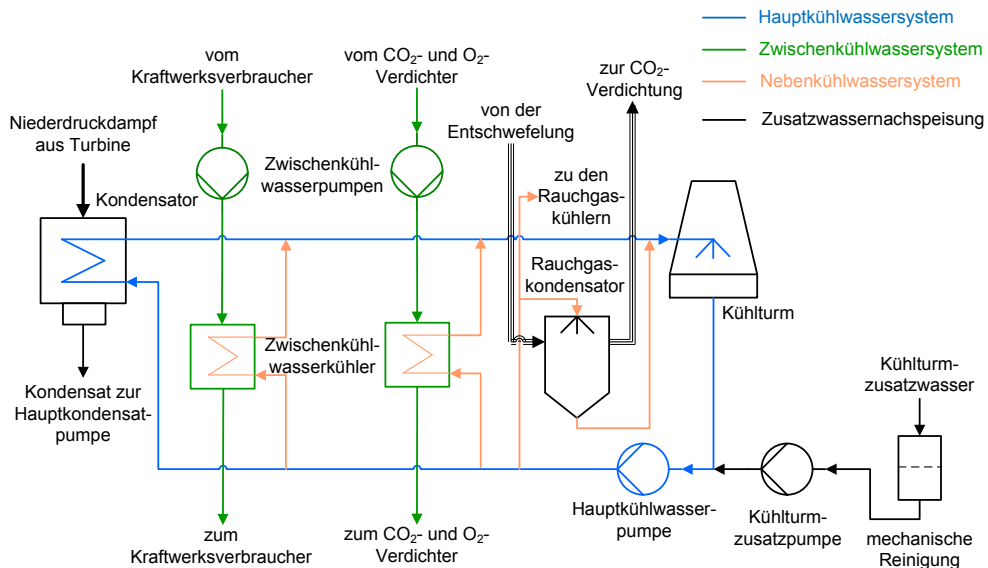 Hauptkühlwassersystem
Zwischenkühlwassersystem
Nebenkühlwassersystem
Zusatzwassernachspeisung
vom
Kraftwerksverbraucher
vom CO₂- und O₂-
Verdichter
zur CO₂-
Verdichtung
von der
Entschwefelung
Niederdruckdampf
aus Turbine
Zwischenkühl-
wasserpumpen
zu den
Rauchgas-
kühlern
Kondensator
Rauchgas-
kondensator
Kühlturm
Zwischenkühl-
wasserkühler
Kühlturm-
zusatzwasser
Kondensat zur
Hauptkondensat-
pumpe
Hauptkühlwasser-
pumpe
Kühlturm-
zusatzpumpe
mechanische
Reinigung
zum
Kraftwerksverbraucher
zum CO₂- und O₂-
Verdichter